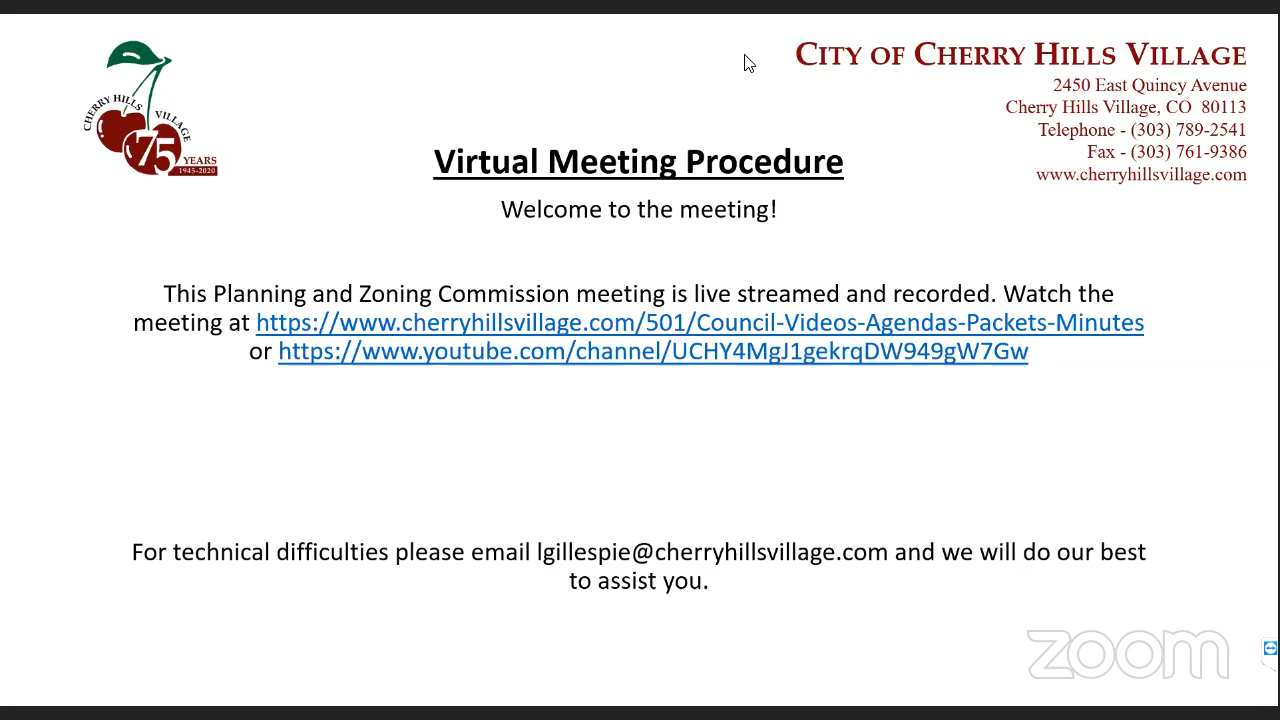 CHERRY HILLS VILLAGE
75 YEARS
1945-2020
CITY OF CHERRY HILLS VILLAGE
2450 East Quincy Avenue
Cherry Hills Village, CO 80113
Telephone - (303) 789-2541
Fax - (303) 761-9386
www.cherryhillsvillage.com
Virtual Meeting Procedure
Welcome to the meeting!
This Planning and Zoning Commission meeting is live streamed and recorded. Watch the
meeting at https://www.cherryhillsvillage.com/501/Council-Videos-Agendas-Packets-Minutes
or https://www.youtube.com/channel/UCHY4MgJ1gekrqDW949gW7Gw
For technical difficulties please email lgillespie@cherryhillsvillage.com and we will do our best
to assist you.
zoom